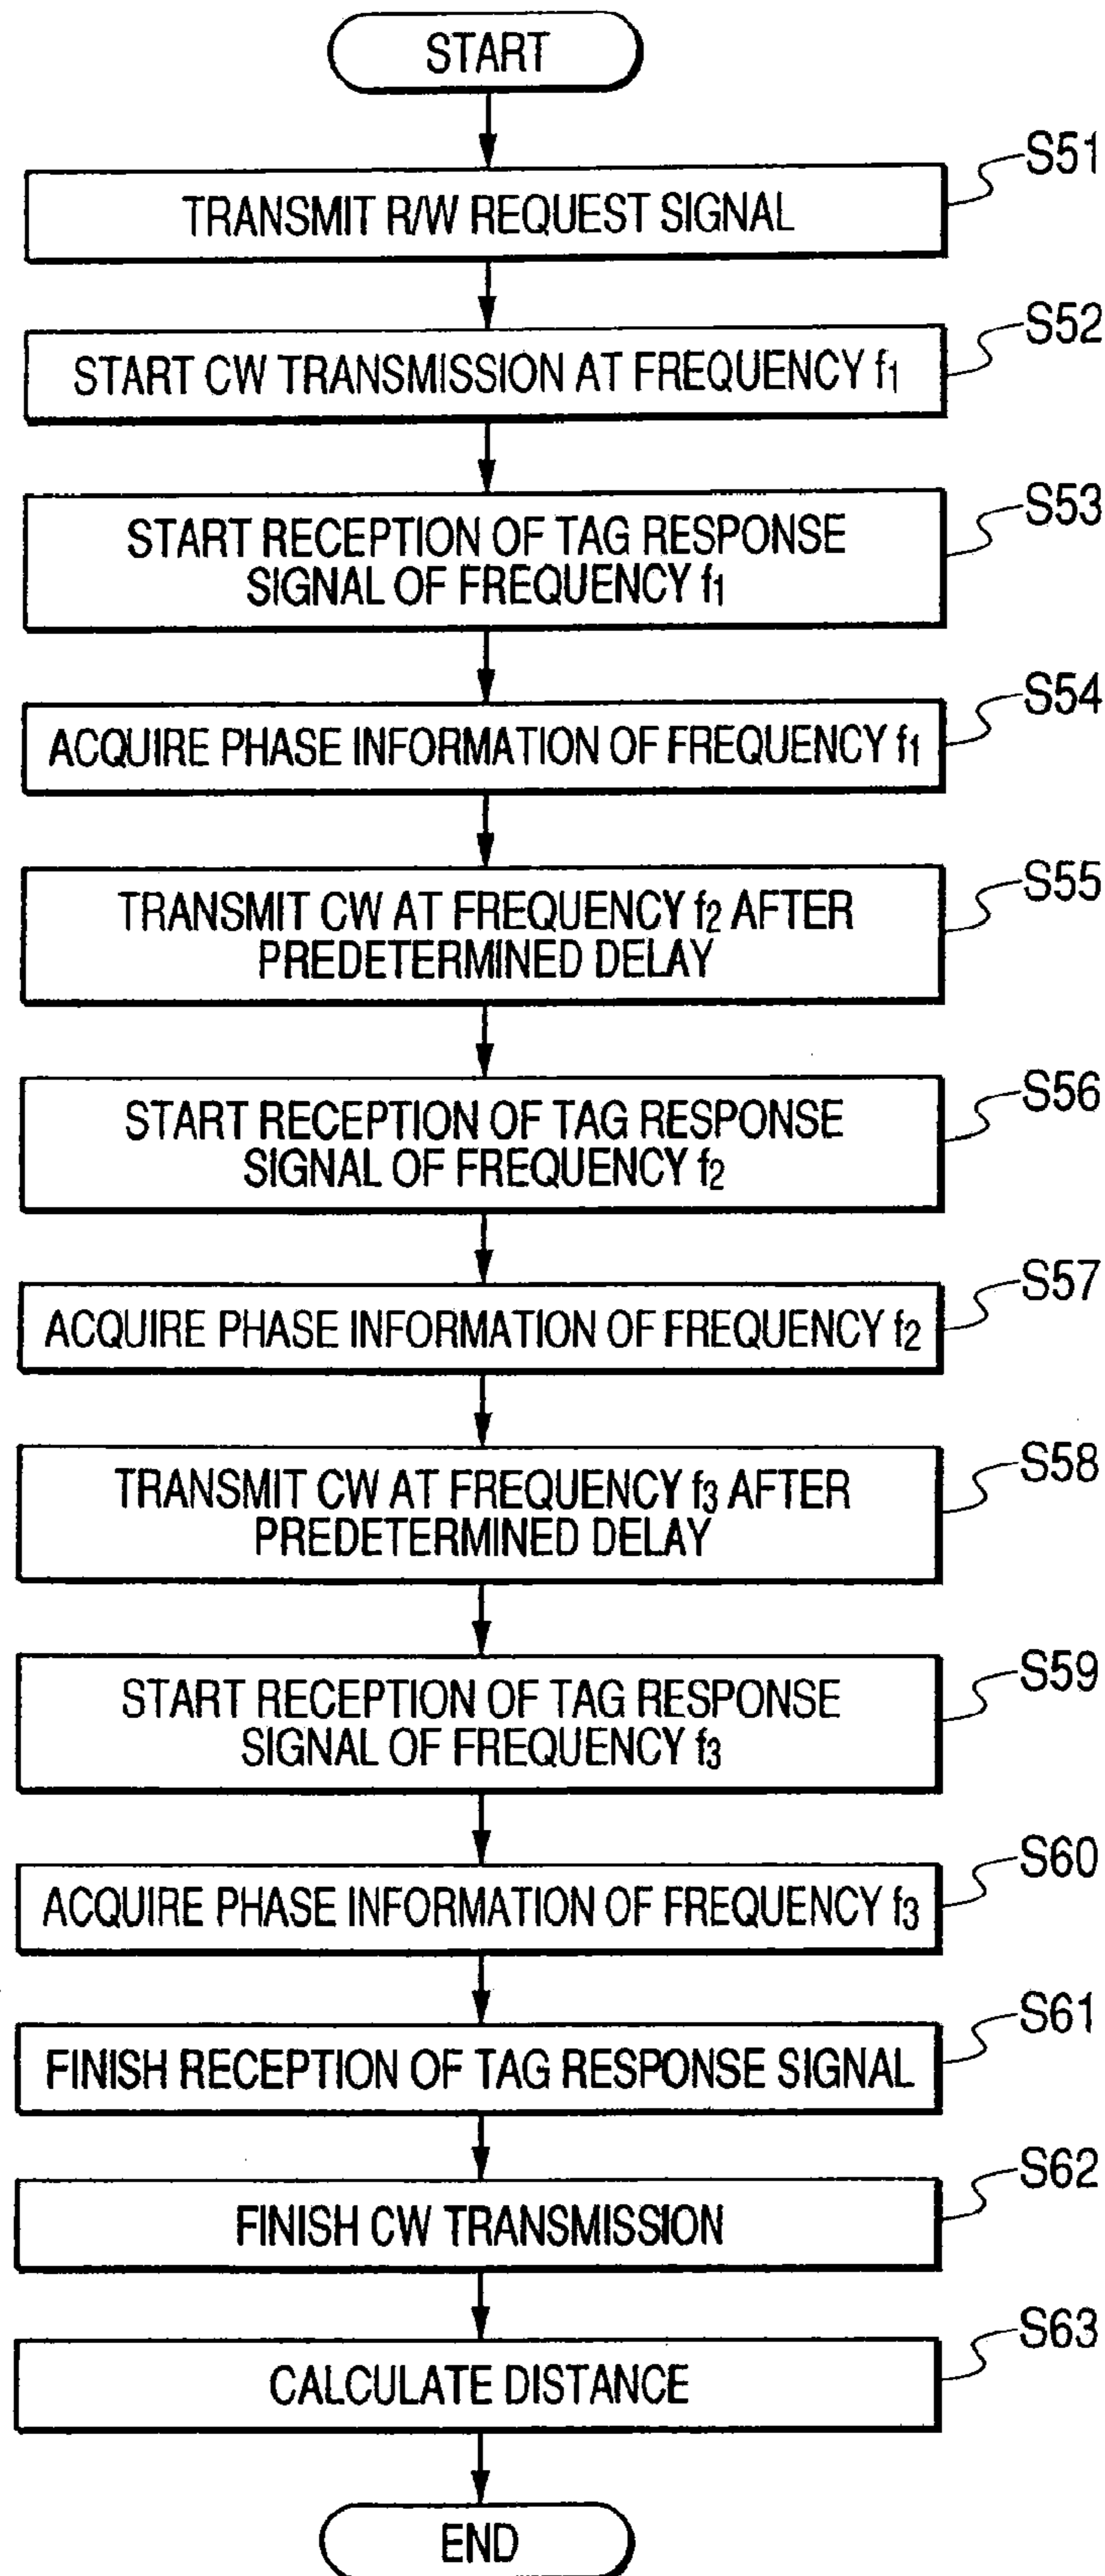 START
S51
TRANSMIT R/W REQUEST SIGNAL
S52
START CW TRANSMISSION AT FREQUENCY f1
S53
START RECEPTION OF TAG RESPONSE
SIGNAL OF FREQUENCY f1
S54
ACQUIRE PHASE INFORMATION OF FREQUENCY f1
S55
TRANSMIT CW AT FREQUENCY f2 AFTER
PREDETERMINED DELAY
S56
START RECEPTION OF TAG RESPONSE
SIGNAL OF FREQUENCY f2
S57
ACQUIRE PHASE INFORMATION OF FREQUENCY f2
S58
TRANSMIT CW AT FREQUENCY f3 AFTER
PREDETERMINED DELAY
S59
START RECEPTION OF TAG RESPONSE
SIGNAL OF FREQUENCY f3
S60
ACQUIRE PHASE INFORMATION OF FREQUENCY f3
S61
FINISH RECEPTION OF TAG RESPONSE SIGNAL
S62
FINISH CW TRANSMISSION
S63
CALCULATE DISTANCE
END